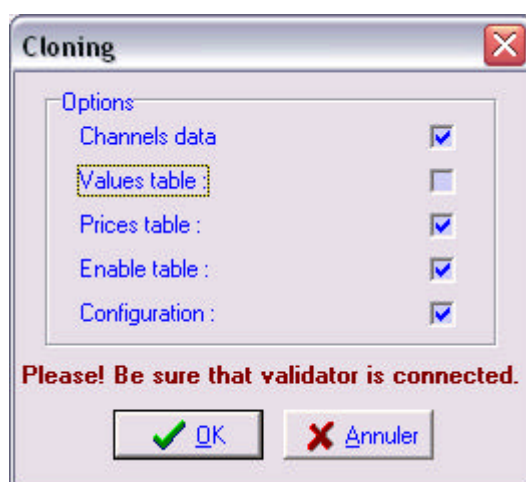 Cloning
Options
Channels data
Values table :
Prices table :
Enable table :
Configuration :
Please! Be sure that validator is connected.
OK
Annuler